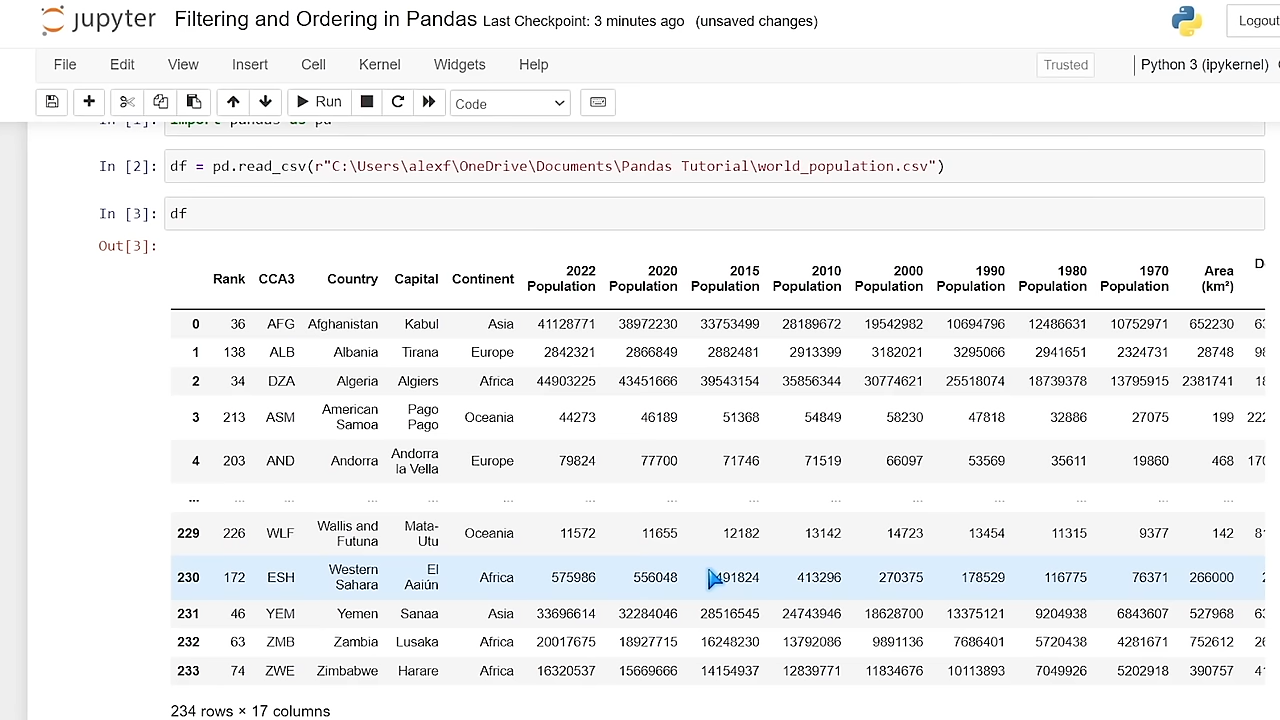 jupyter Filtering and Ordering in Pandas Last Checkpoint: 3 minutes ago (unsaved changes) Logout
File Edit View Insert Cell Kernel Widgets Help Trusted Python 3 (ipykernel)
Run Code
In [1]: import pandas as pd
In [2]: df = pd.read_csv(r"C:\Users\alexf\OneDrive\Documents\Pandas Tutorial\world_population.csv")
In [3]: df
Out[3]:
Rank CCA3 Country Capital Continent 2022 Population 2020 Population 2015 Population 2010 Population 2000 Population 1990 Population 1980 Population 1970 Population Area (km²)
0 36 AFG Afghanistan Kabul Asia 41128771 38972230 33753499 28189672 19542982 10694796 12486631 10752971 652230
1 138 ALB Albania Tirana Europe 2842321 2866849 2882481 2913399 3182021 3295066 2941651 2324731 28748
2 34 DZA Algeria Algiers Africa 44903225 43451666 39543154 35856344 30774621 25518074 18739378 13795915 2381741
3 213 ASM American Samoa Pago Pago Oceania 44273 46189 51368 54849 58230 47818 32886 27075 199
4 203 AND Andorra Andorra la Vella Europe 79824 77700 71746 71519 66097 53569 35611 19860 468
... ... ... ... ... ... ... ... ... ... ... ... ... ... ...
229 226 WLF Wallis and Futuna Mata-Utu Oceania 11572 11655 12182 13142 14723 13454 11315 9377 142
230 172 ESH Western Sahara El Aaiún Africa 575986 556048 491824 413296 270375 178529 116775 76371 266000
231 46 YEM Yemen Sanaa Asia 33696614 32284046 28516545 24743946 18628700 13375121 9204938 6843607 527968
232 63 ZMB Zambia Lusaka Africa 20017675 18927715 16248230 13792086 9891136 7686401 5720438 4281671 752612
233 74 ZWE Zimbabwe Harare Africa 16320537 15669666 14154937 12839771 11834676 10113893 7049926 5202918 390757
234 rows × 17 columns